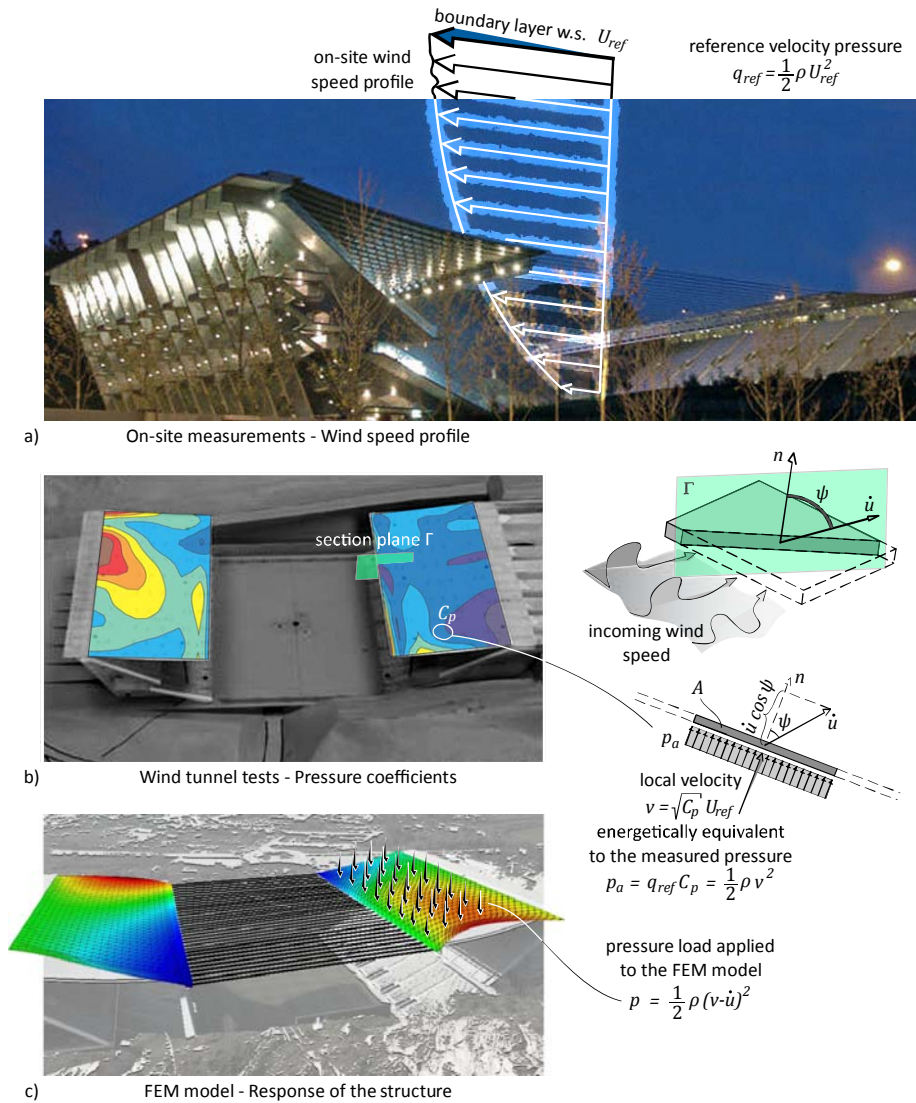 boundary layer w.s. U_ref
on-site wind
speed profile
reference velocity pressure
q_ref = 1/2 ρ U_ref^2
a) On-site measurements - Wind speed profile
section plane Γ
C_p
n
Γ
ψ
u̇
incoming wind
speed
A
n
u̇ cos ψ
ψ
u̇
p_a
local velocity
v = √C_p U_ref
energetically equivalent
to the measured pressure
p_a = q_ref C_p = 1/2 ρ v^2
b) Wind tunnel tests - Pressure coefficients
pressure load applied
to the FEM model
p = 1/2 ρ (v-u̇)^2
c) FEM model - Response of the structure